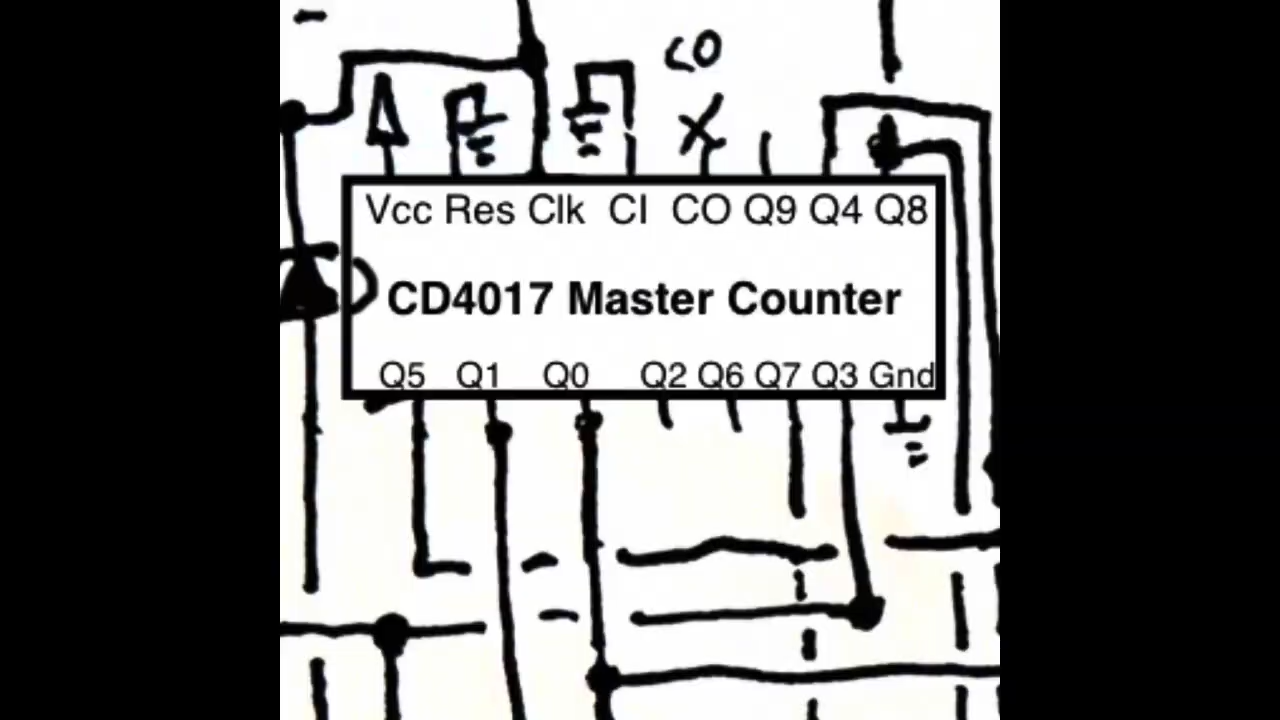 CO
Vcc Res Clk CI CO Q9 Q4 Q8
CD4017 Master Counter
Q5 Q1 Q0 Q2 Q6 Q7 Q3 Gnd